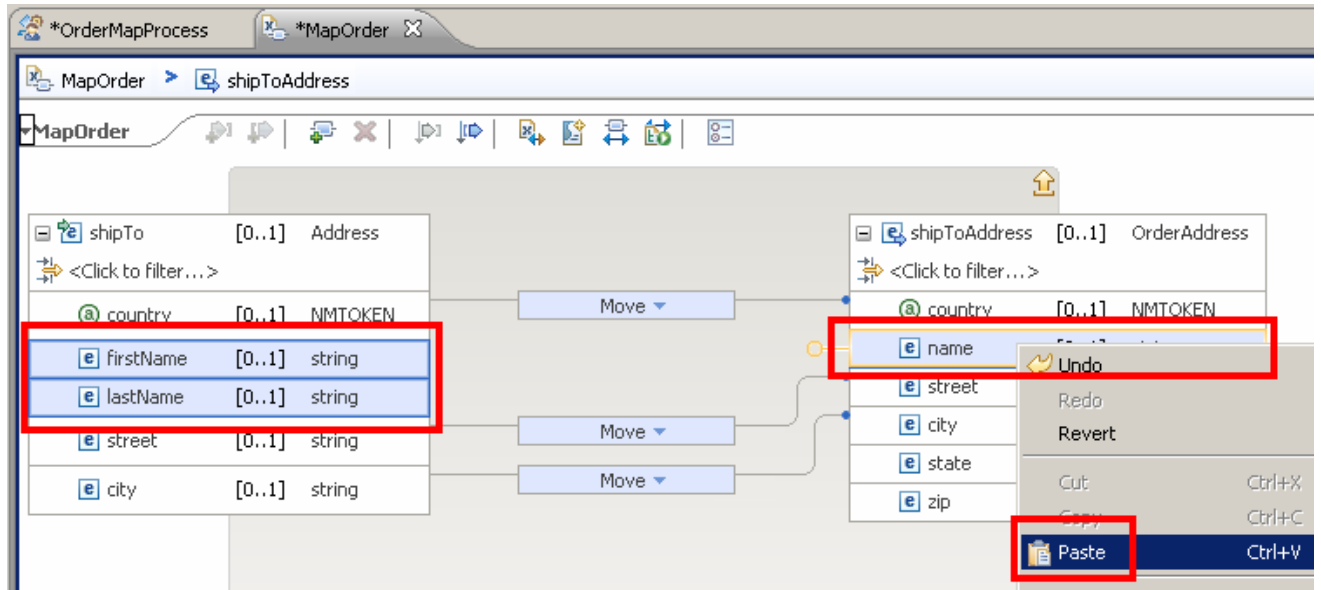 *OrderMapProcess *MapOrder
MapOrder > shipToAddress
MapOrder
shipTo [0..1] Address shipToAddress [0..1] OrderAddress
<Click to filter...> <Click to filter...>
country [0..1] NMTOKEN Move country [0..1] NMTOKEN
firstName [0..1] string name
Undo
lastName [0..1] string street
Redo
street [0..1] string Move city
Revert
city [0..1] string Move state
Cut Ctrl+X
zip
Copy Ctrl+C
Paste Ctrl+V